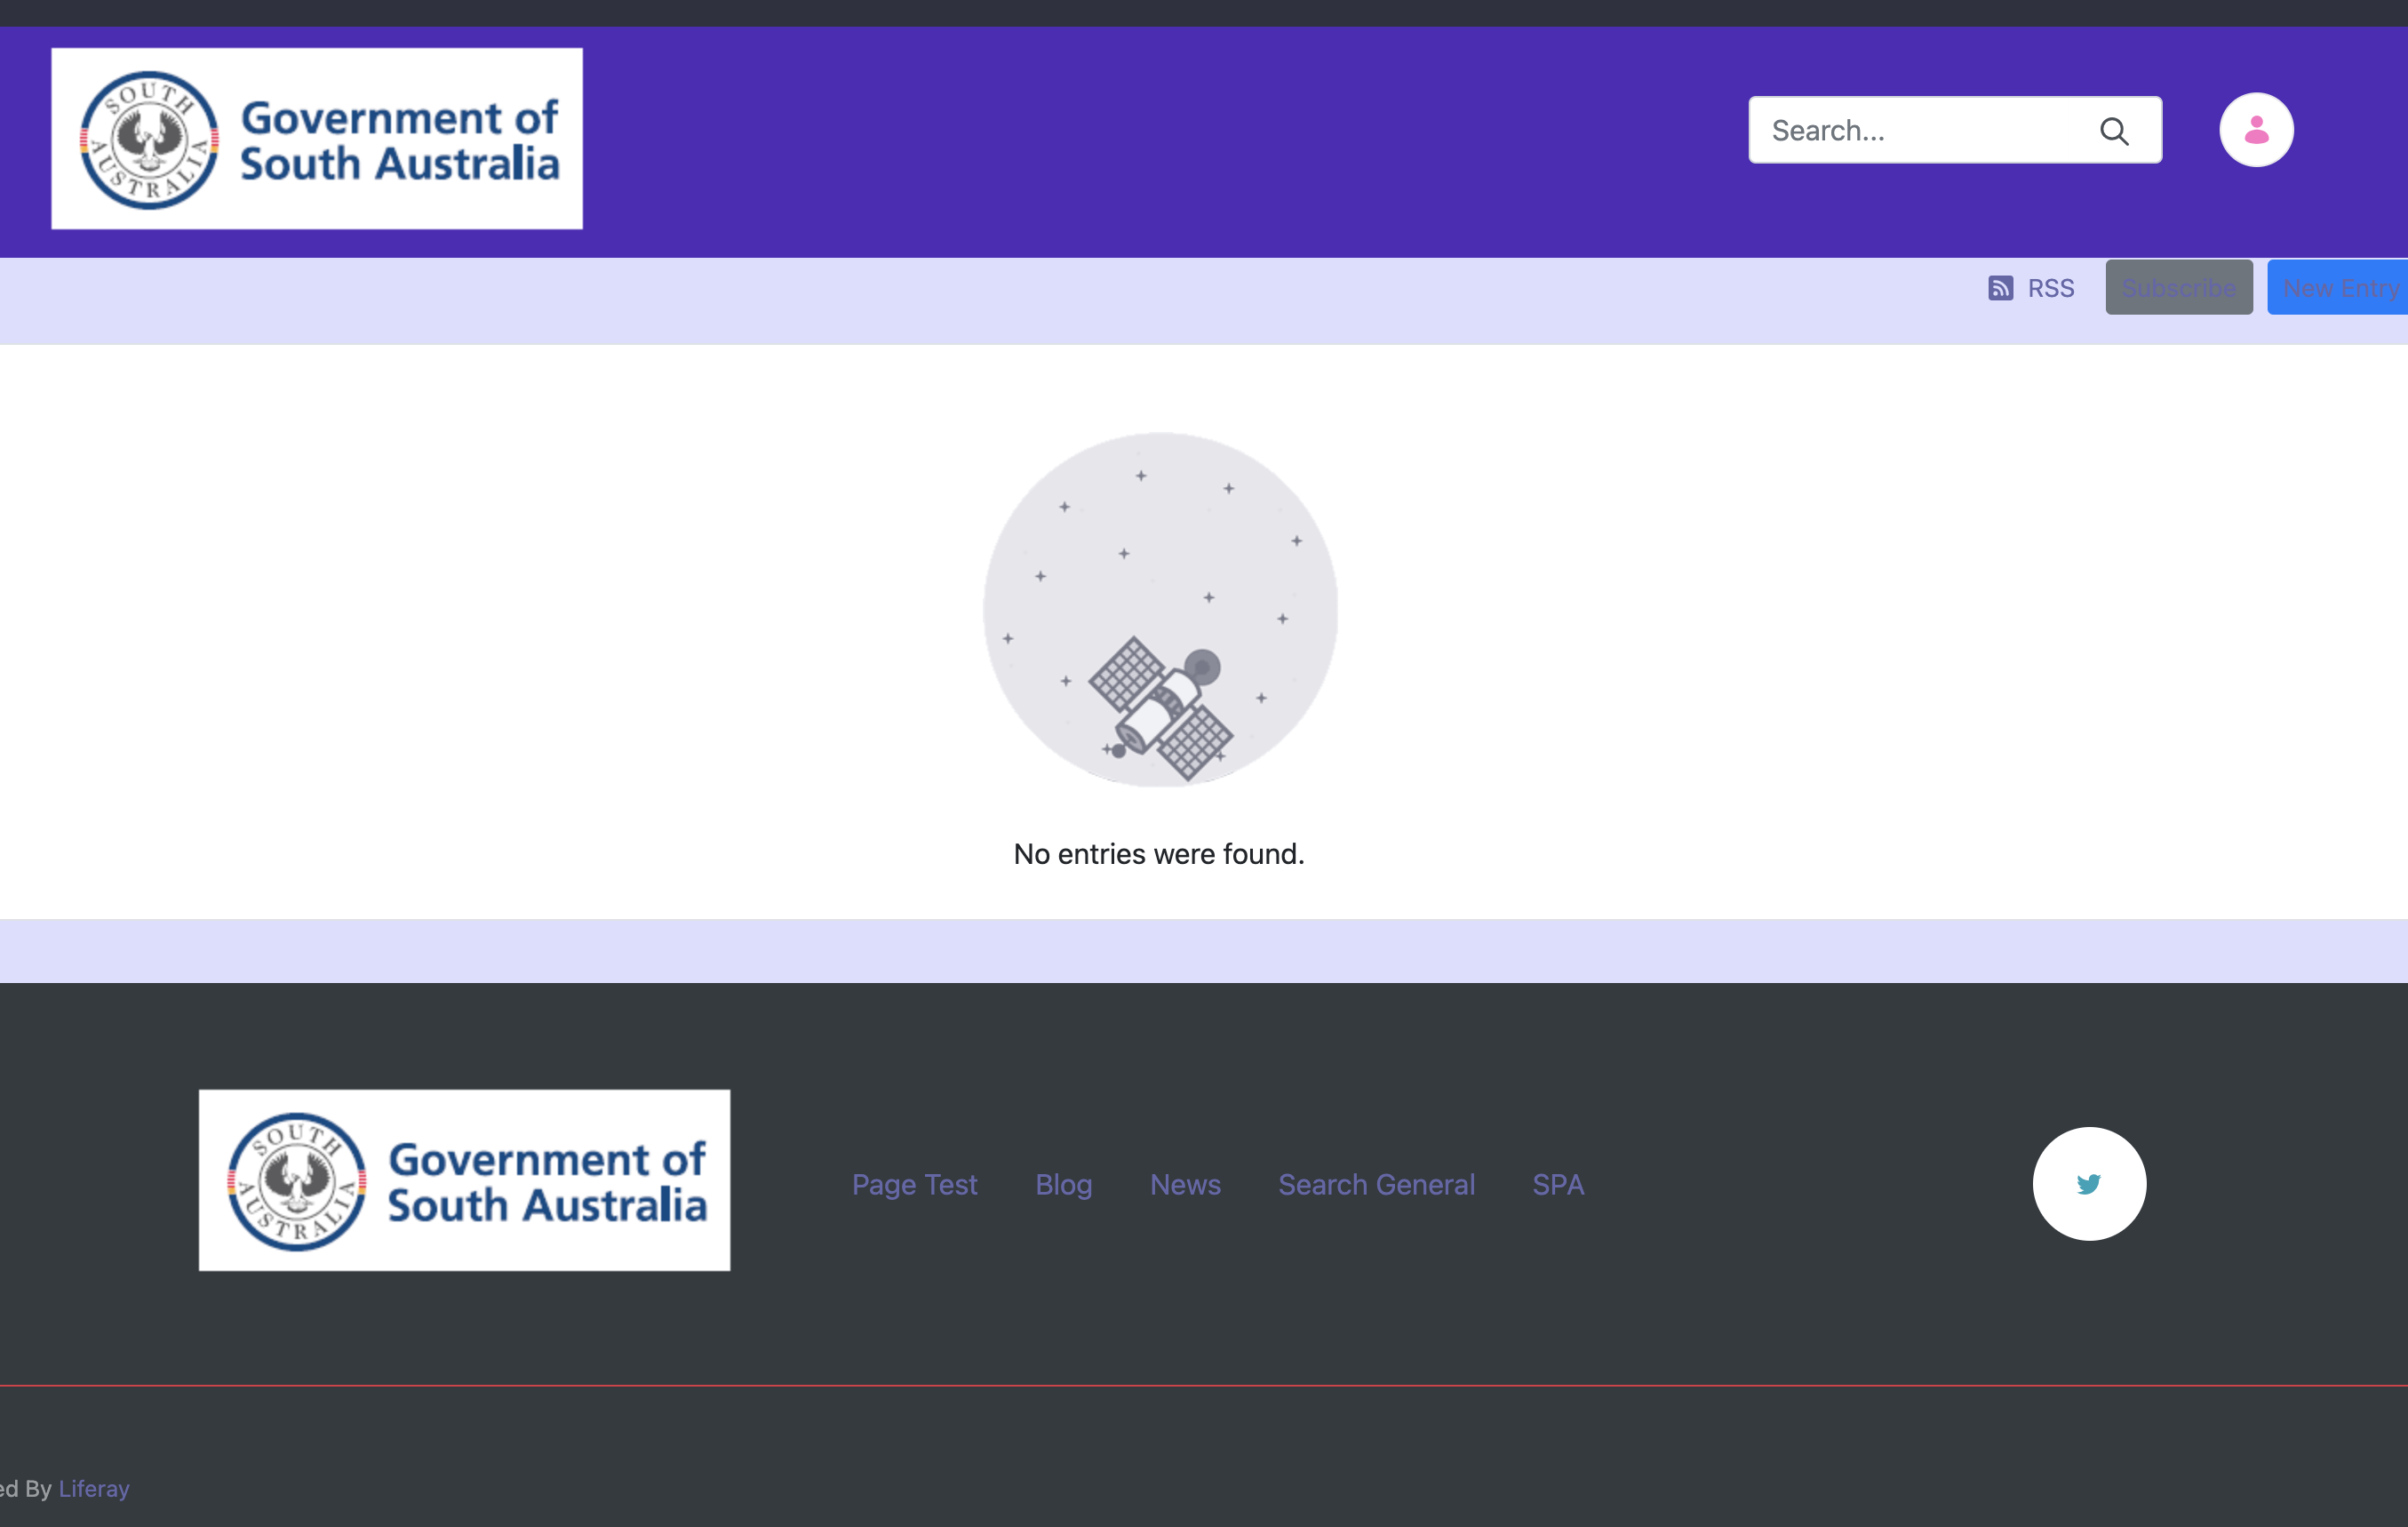 SOUTH AUSTRALIA
Government of
South Australia
Search...
RSS Subscribe New Entry
No entries were found.
SOUTH AUSTRALIA
Government of
South Australia
Page Test Blog News Search General SPA
ed By Liferay